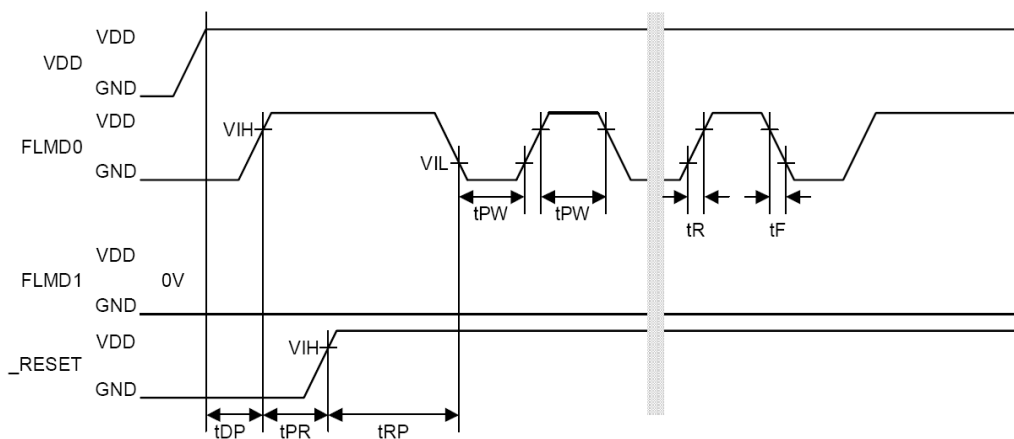 VDD
VDD
GND
VDD
FLMD0
VIH
GND
VIL
tPW
tPW
tR
tF
VDD
FLMD1
0V
GND
VDD
_RESET
VIH
GND
tDP
tPR
tRP